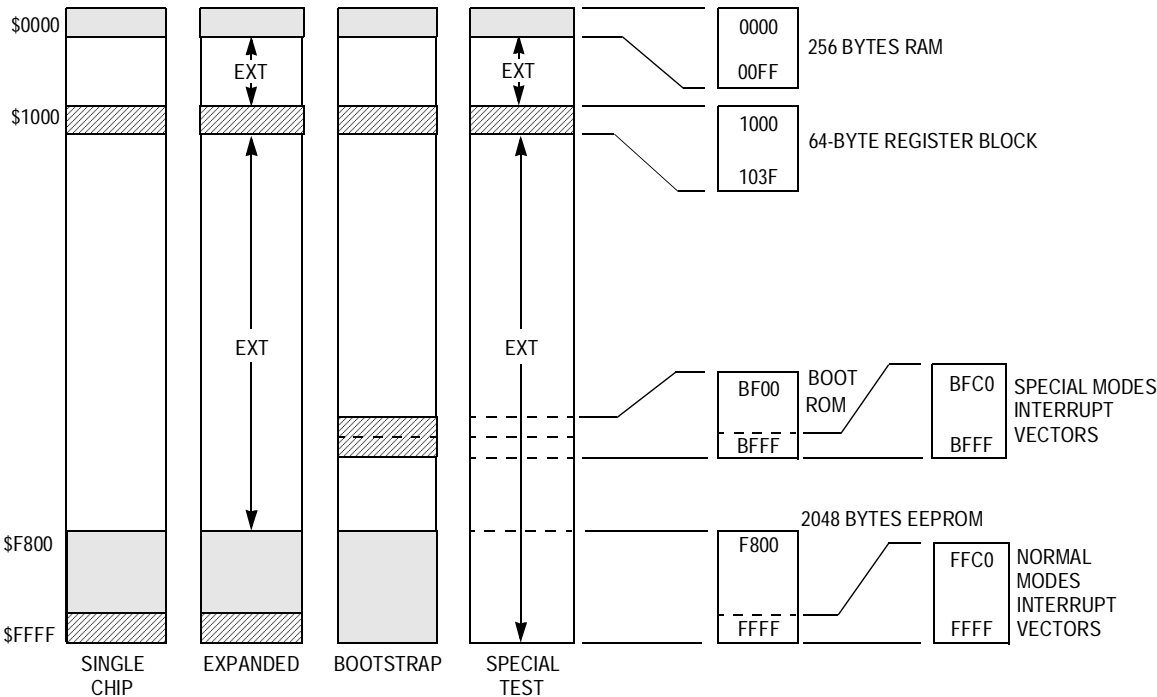 $0000
EXT
EXT
0000
00FF
256 BYTES RAM
$1000
1000
103F
64-BYTE REGISTER BLOCK
EXT
EXT
BF00
BFFF
BOOT
ROM
BFC0
BFFF
SPECIAL MODES
INTERRUPT
VECTORS
2048 BYTES EEPROM
$F800
F800
FFFF
FFC0
FFFF
NORMAL
MODES
INTERRUPT
VECTORS
$FFFF
SINGLE
CHIP
EXPANDED
BOOTSTRAP
SPECIAL
TEST